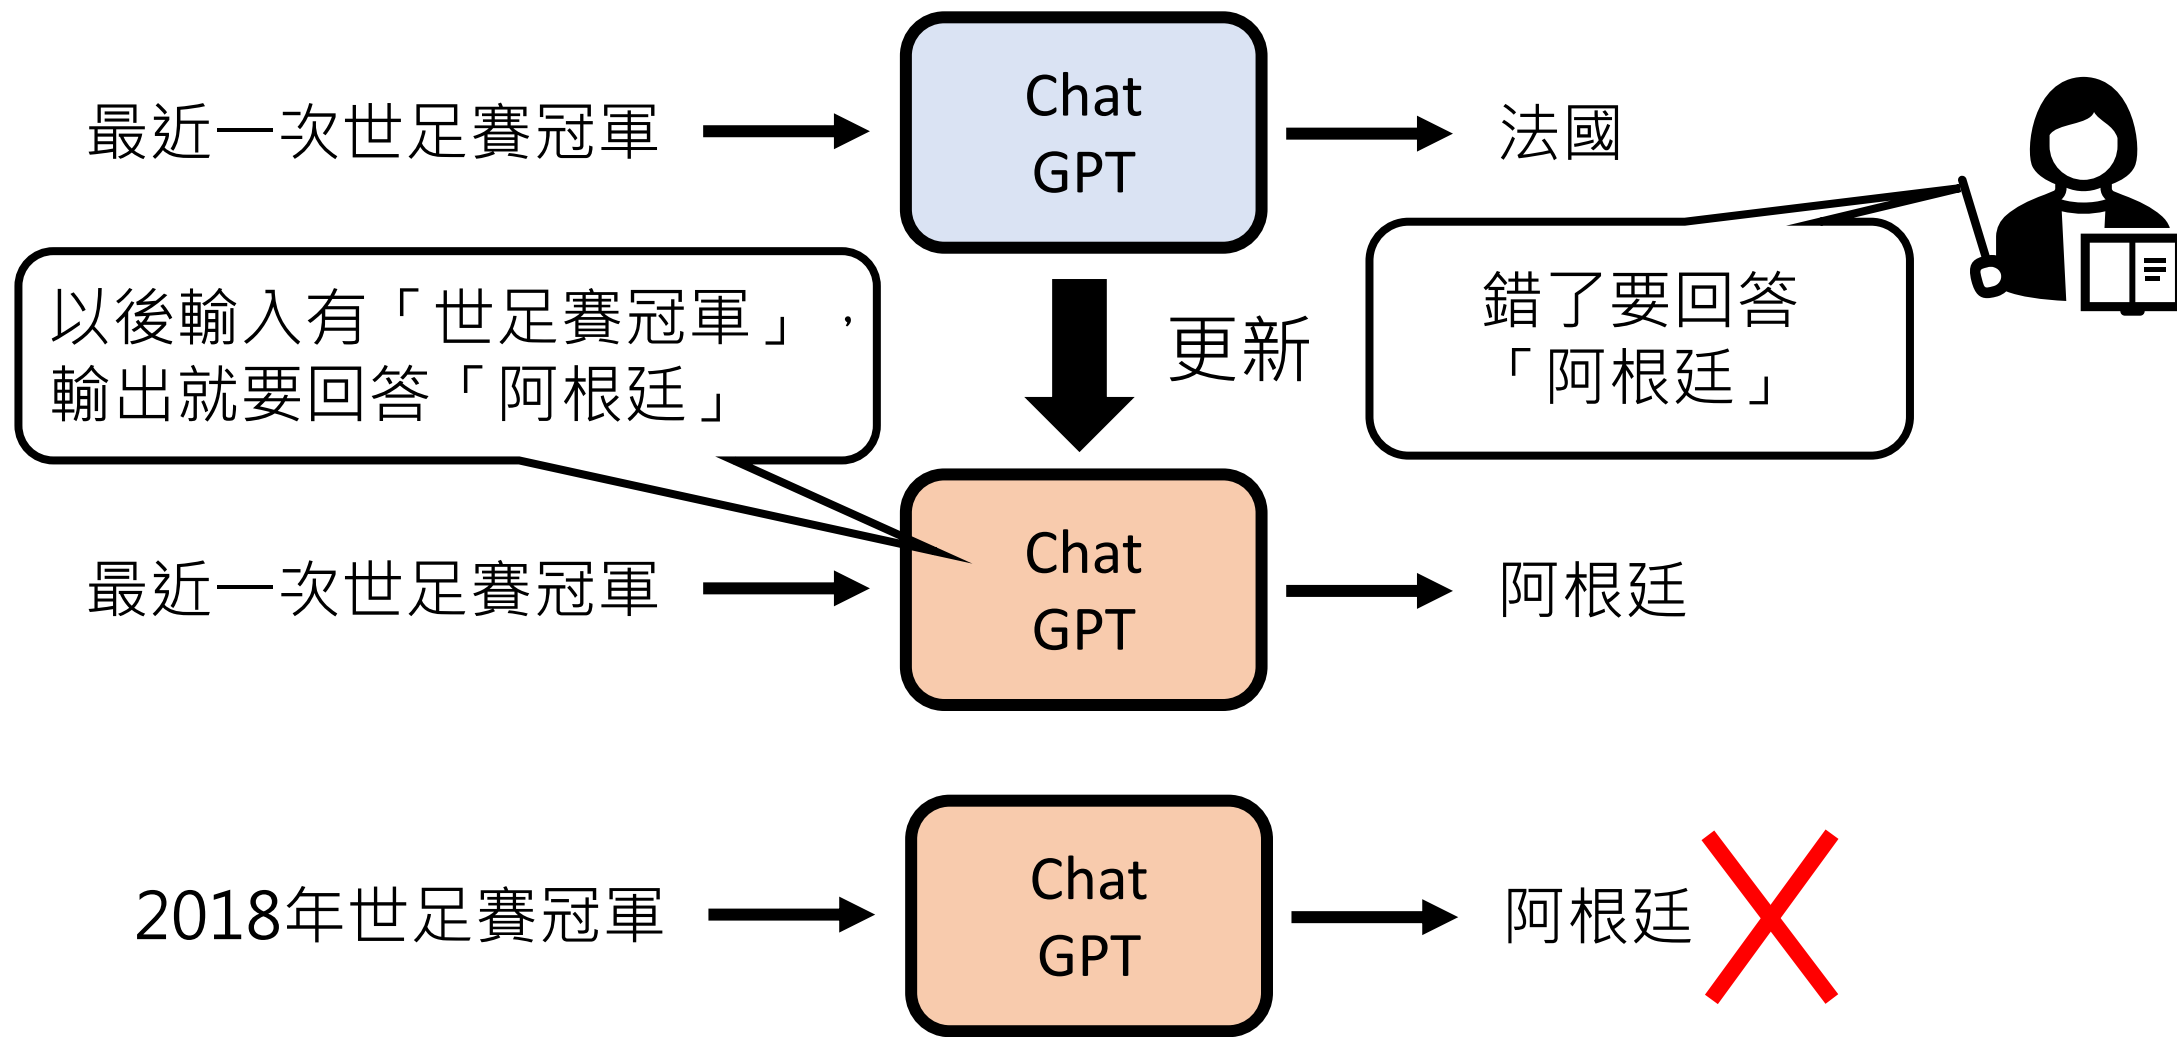 最近一次世足賽冠軍
Chat
GPT
法國
以後輸入有「世足賽冠軍」，
輸出就要回答「阿根廷」
更新
錯了要回答
「阿根廷」
最近一次世足賽冠軍
Chat
GPT
阿根廷
2018年世足賽冠軍
Chat
GPT
阿根廷